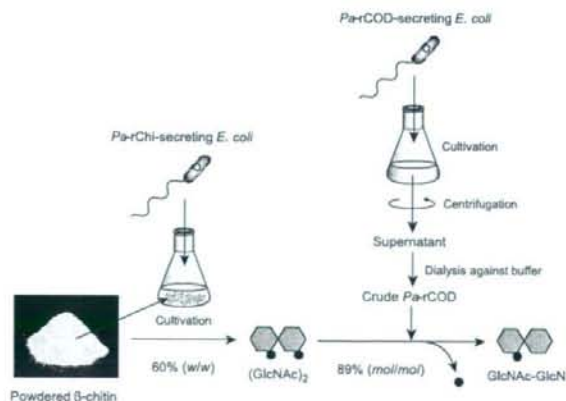 Pa-rCOD-secreting E. coli
Cultivation
Centrifugation
Supernatant
Dialysis against buffer
Crude Pa-rCOD
Pa-rChi-secreting E. coli
Cultivation
60% (w/w)
(GlcNAc)2
89% (mol/mol)
GlcNAc-GlcN
Powdered β-chitin